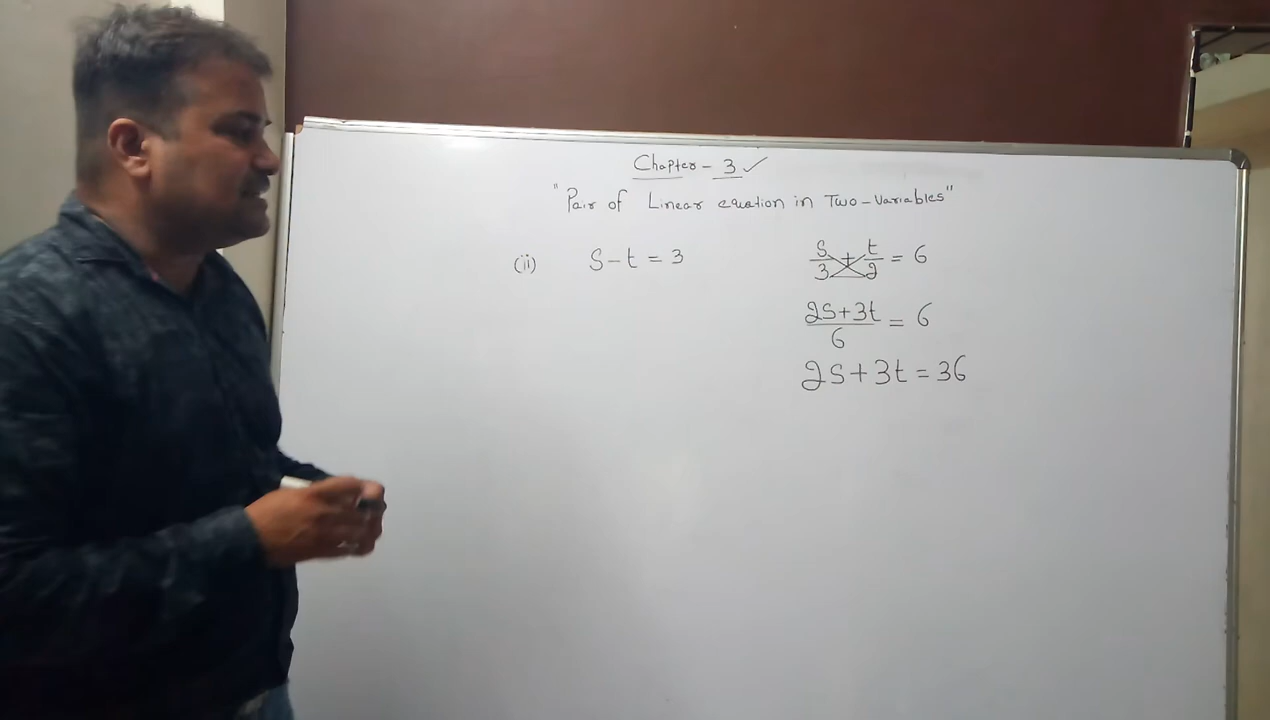 Chapter - 3 ✓
"Pair of Linear equation in Two-Variables"
(ii) S-t = 3 S/3 + t/2 = 6
2S+3t/6 = 6
2S+3t = 36